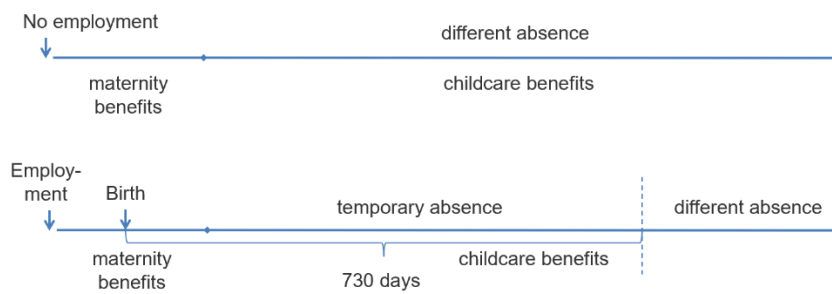 No employment
different absence
maternity
benefits
childcare benefits
Employ-
ment
Birth
temporary absence
different absence
maternity
benefits
730 days
childcare benefits